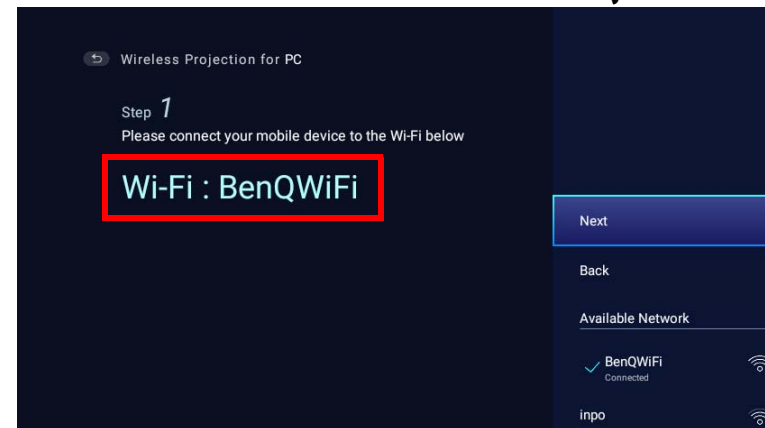 Wireless Projection for PC
Step 1
Please connect your mobile device to the Wi-Fi below
Wi-Fi : BenQWiFi
Next
Back
Available Network
BenQWiFi
Connected
inpo